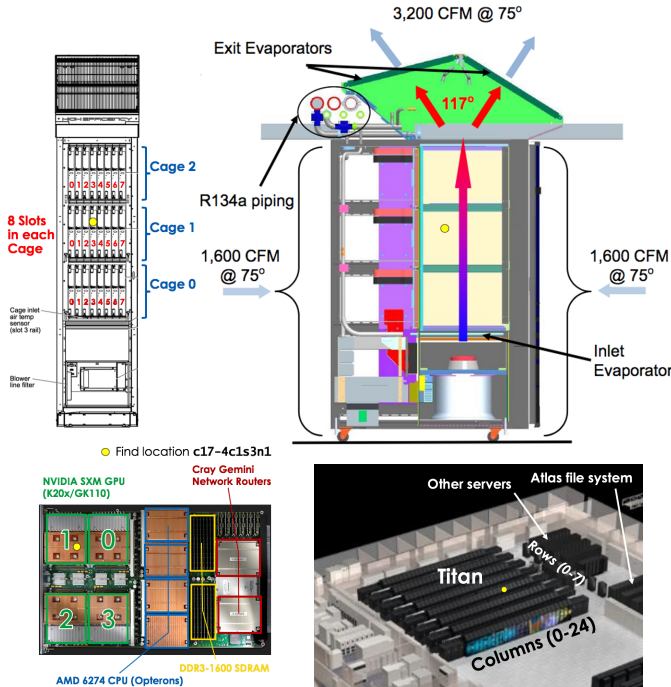 3,200 CFM @ 75°
Exit Evaporators
117°
R134a piping
1,600 CFM
@ 75°
1,600 CFM
@ 75°
Inlet
Evaporator
HIGH EFFICIENCY
0 1 2 3 4 5 6 7
Cage 2
8 Slots
in each
Cage
0 1 2 3 4 5 6 7
Cage 1
0 1 2 3 4 5 6 7
Cage 0
Cage inlet
air temp
sensor
(slot 3 rail)
Blower
line filter
Find location c17-4c1s3n1
NVIDIA SXM GPU
(K20x/GK110)
Cray Gemini
Network Routers
1 0
2 3
DDR3-1600 SDRAM
AMD 6274 CPU (Opterons)
Other servers
Atlas file system
Rows (0-7)
Titan
Columns (0-24)